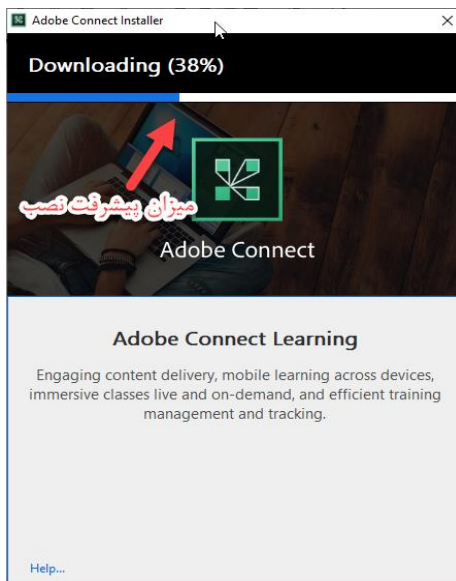 Adobe Connect Installer
Downloading (38%)
میزان پیشرفت نصب
Adobe Connect
Adobe Connect Learning
Engaging content delivery, mobile learning across devices,
immersive classes live and on-demand, and efficient training
management and tracking.
Help...